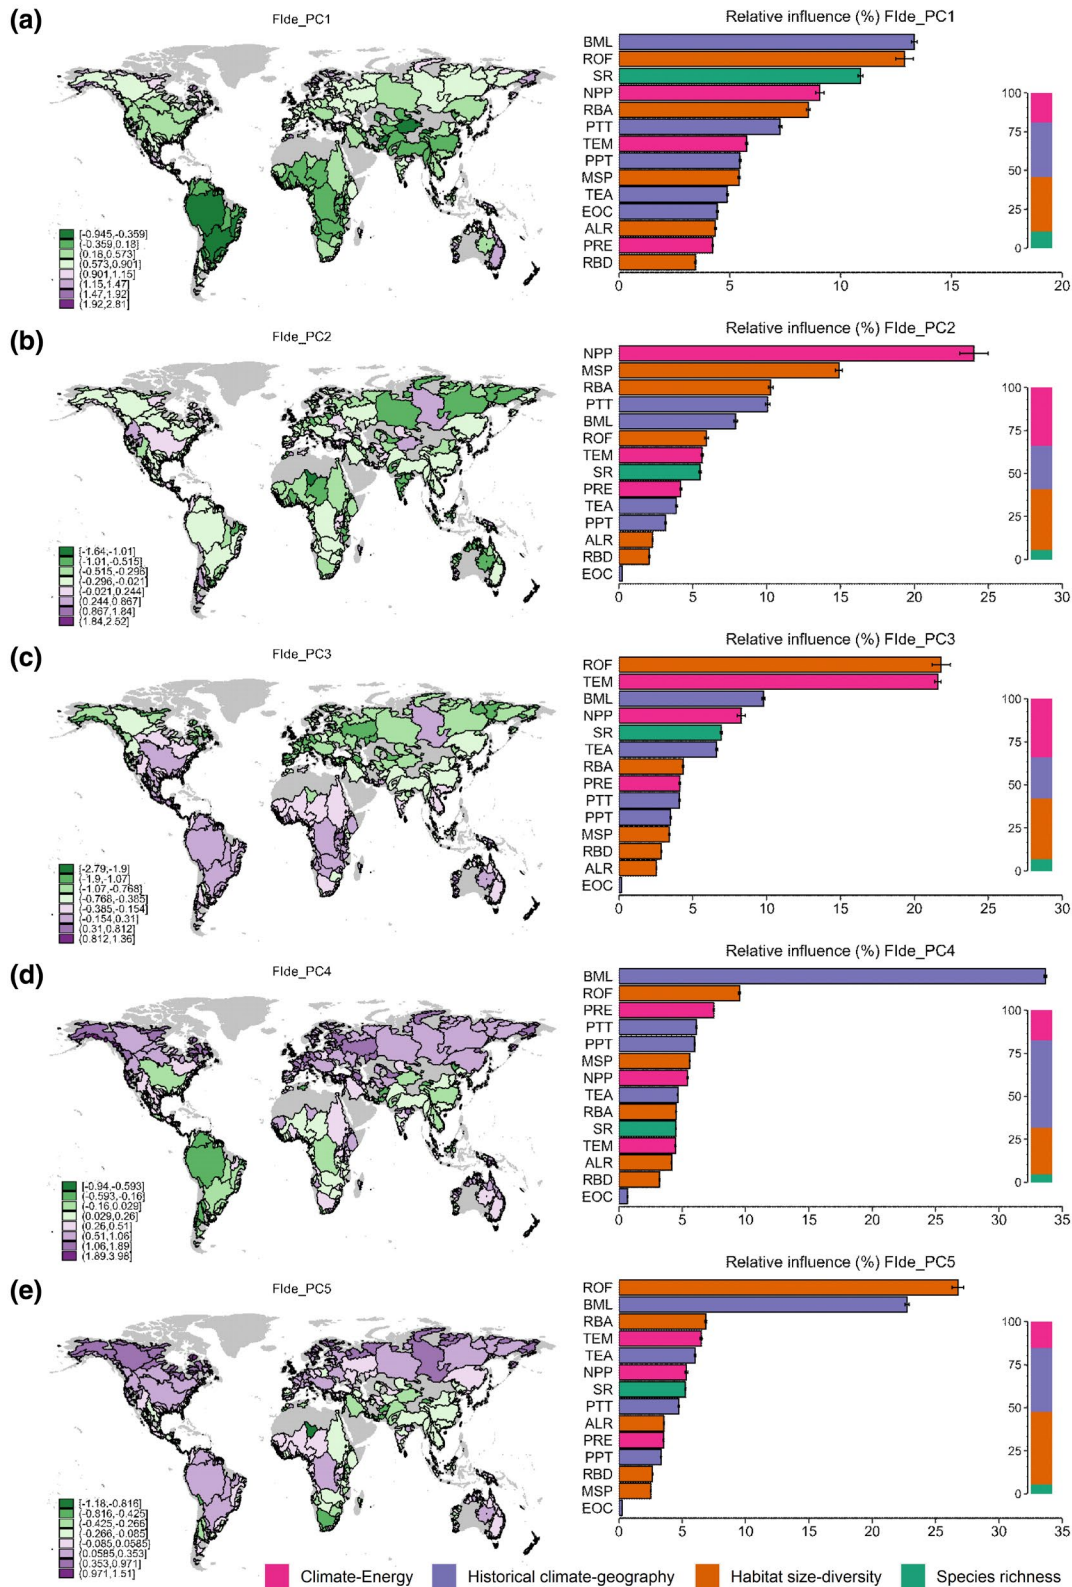 (a)
FIde_PC1
[-0.945,-0.359]
(-0.359,0.18]
(0.18,0.573]
(0.573,0.901]
(0.901,1.15]
(1.15,1.47]
(1.47,1.92]
(1.92,2.81]
Relative influence (%) FIde_PC1
BML
ROF
SR
NPP
RBA
PTT
TEM
PPT
MSP
TEA
EOC
ALR
PRE
RBD
0 5 10 15 20
100
75
50
25
0
(b)
FIde_PC2
[-1.64,-1.01]
(-1.01,-0.515]
(-0.515,-0.296]
(-0.296,-0.021]
(-0.021,0.244]
(0.244,0.867]
(0.867,1.84]
(1.84,2.52]
Relative influence (%) FIde_PC2
NPP
MSP
RBA
PTT
BML
ROF
TEM
SR
PRE
TEA
PPT
ALR
RBD
EOC
0 5 10 15 20 25 30
100
75
50
25
0
(c)
FIde_PC3
[-2.79,-1.9]
(-1.9,-1.07]
(-1.07,-0.768]
(-0.768,-0.385]
(-0.385,-0.154]
(-0.154,0.31]
(0.31,0.812]
(0.812,1.36]
Relative influence (%) FIde_PC3
ROF
TEM
BML
NPP
SR
TEA
RBA
PRE
PTT
PPT
MSP
RBD
ALR
EOC
0 5 10 15 20 25 30
100
75
50
25
0
(d)
FIde_PC4
[-0.94,-0.593]
(-0.593,-0.16]
(-0.16,0.029]
(0.029,0.26]
(0.26,0.51]
(0.51,1.06]
(1.06,1.89]
(1.89,3.98]
Relative influence (%) FIde_PC4
BML
ROF
PRE
PTT
PPT
MSP
NPP
TEA
RBA
SR
TEM
ALR
RBD
EOC
0 5 10 15 20 25 30 35
100
75
50
25
0
(e)
FIde_PC5
[-1.18,-0.816]
(-0.816,-0.425]
(-0.425,-0.266]
(-0.266,-0.085]
(-0.085,0.0585]
(0.0585,0.353]
(0.353,0.971]
(0.971,1.51]
Relative influence (%) FIde_PC5
ROF
BML
RBA
TEM
TEA
NPP
SR
PTT
ALR
PRE
PPT
RBD
MSP
EOC
0 5 10 15 20 25 30 35
100
75
50
25
0
Climate-Energy Historical climate-geography Habitat size-diversity Species richness